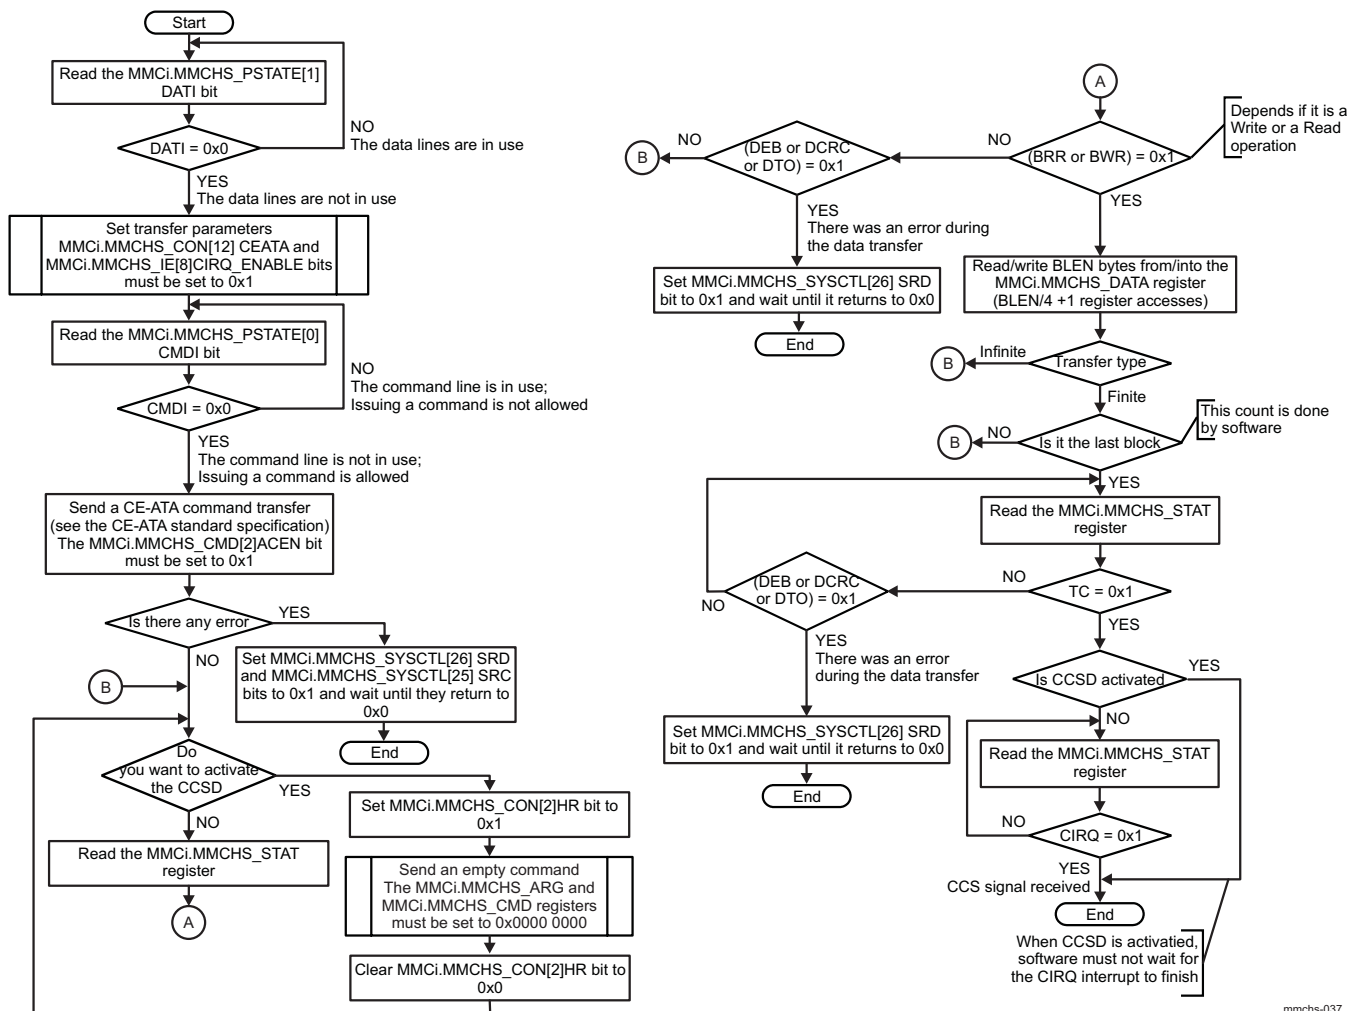 Start
Read the MMCi.MMCHS_PSTATE[1]
DATI bit
NO
The data lines are in use
DATI = 0x0
YES
The data lines are not in use
Set transfer parameters
MMCi.MMCHS_CON[12] CEATA and
MMCi.MMCHS_IE[8]CIRQ_ENABLE bits
must be set to 0x1
Read the MMCi.MMCHS_PSTATE[0]
CMDI bit
NO
The command line is in use;
Issuing a command is not allowed
CMDI = 0x0
YES
The command line is not in use;
Issuing a command is allowed
Send a CE-ATA command transfer
(see the CE-ATA standard specification)
The MMCi.MMCHS_CMD[2]ACEN bit
must be set to 0x1
Is there any error
YES
NO
Set MMCi.MMCHS_SYSCTL[26] SRD
and MMCi.MMCHS_SYSCTL[25] SRC
bits to 0x1 and wait until they return to
0x0
End
B
Do
you want to activate
the CCSD
YES
NO
Read the MMCi.MMCHS_STAT
register
A
Set MMCi.MMCHS_CON[2]HR bit to
0x1
Send an empty command
The MMCi.MMCHS_ARG and
MMCi.MMCHS_CMD registers
must be set to 0x0000 0000
Clear MMCi.MMCHS_CON[2]HR bit to
0x0
A
Depends if it is a
Write or a Read
operation
(BRR or BWR) = 0x1
NO
(DEB or DCRC
or DTO) = 0x1
NO
B
YES
There was an error during
the data transfer
Set MMCi.MMCHS_SYSCTL[26] SRD
bit to 0x1 and wait until it returns to 0x0
End
YES
Read/write BLEN bytes from/into the
MMCi.MMCHS_DATA register
(BLEN/4 +1 register accesses)
Transfer type
Infinite
B
Finite
This count is done
by software
Is it the last block
NO
B
YES
Read the MMCi.MMCHS_STAT
register
TC = 0x1
NO
(DEB or DCRC
or DTO) = 0x1
NO
YES
There was an error
during the data transfer
Set MMCi.MMCHS_SYSCTL[26] SRD
bit to 0x1 and wait until it returns to 0x0
End
YES
Is CCSD activated
YES
NO
Read the MMCi.MMCHS_STAT
register
CIRQ = 0x1
NO
YES
CCS signal received
End
When CCSD is activatied,
software must not wait for
the CIRQ interrupt to finish
mmchs-037